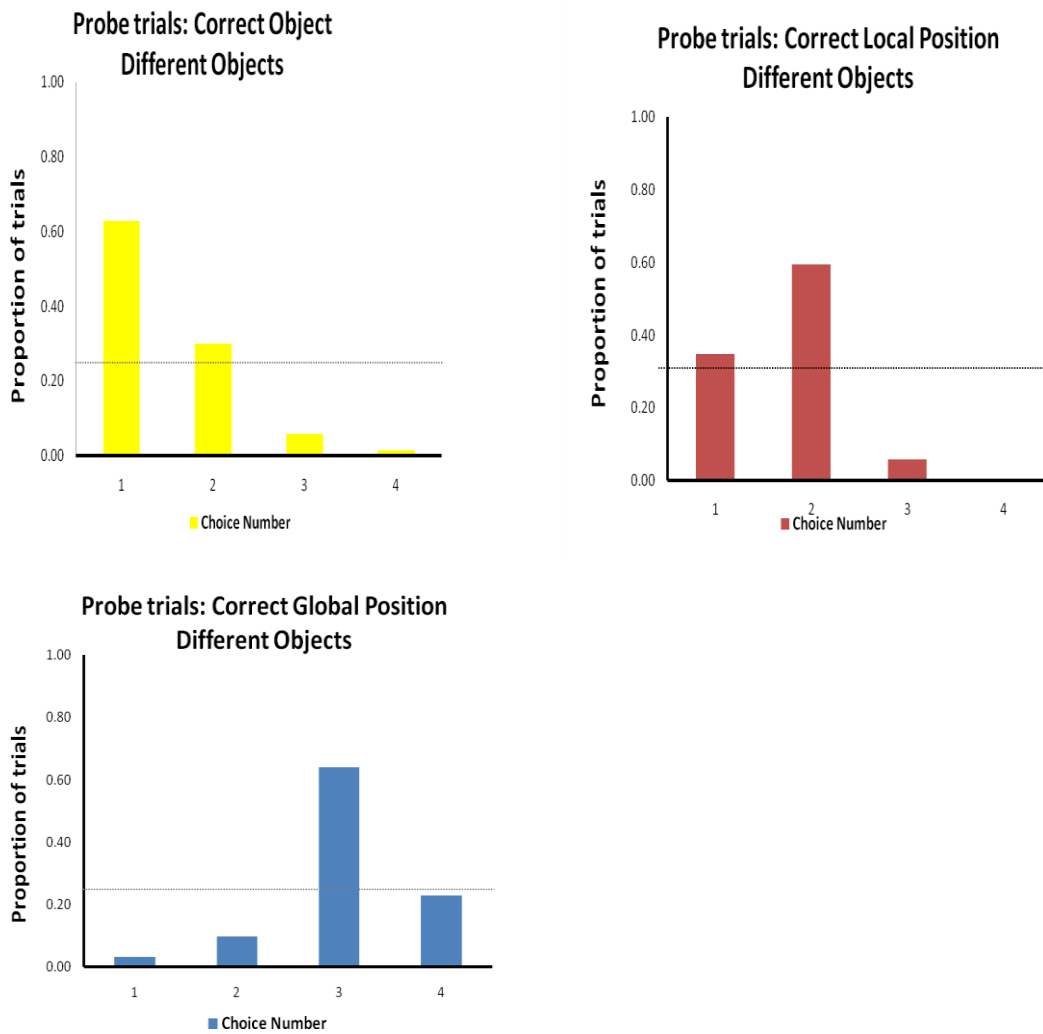 Probe trials: Correct Object
Different Objects
1.00
0.80
0.60
0.40
0.20
0.00
Proportion of trials
1 2 3 4
Choice Number
Probe trials: Correct Local Position
Different Objects
1.00
0.80
0.60
0.40
0.20
0.00
Proportion of trials
1 2 3 4
Choice Number
Probe trials: Correct Global Position
Different Objects
1.00
0.80
0.60
0.40
0.20
0.00
Proportion of trials
1 2 3 4
Choice Number